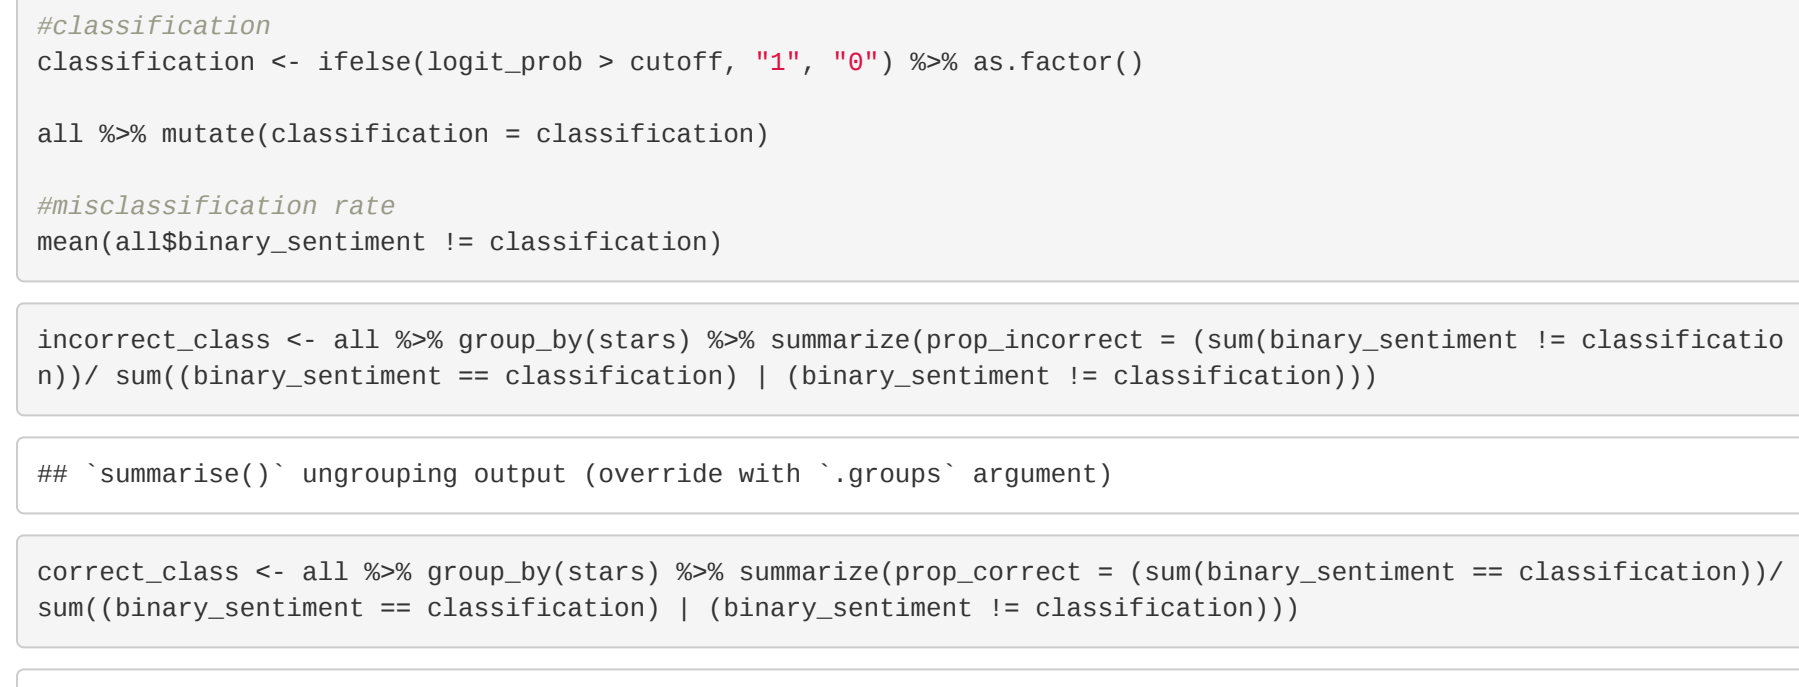 #classification
classification <- ifelse(logit_prob > cutoff, "1", "0") %>% as.factor()
all %>% mutate(classification = classification)
#misclassification rate
mean(all$binary_sentiment != classification)
incorrect_class <- all %>% group_by(stars) %>% summarize(prop_incorrect = (sum(binary_sentiment != classificatio
n))/ sum((binary_sentiment == classification) | (binary_sentiment != classification)))
## `summarise()` ungrouping output (override with `.groups` argument)
correct_class <- all %>% group_by(stars) %>% summarize(prop_correct = (sum(binary_sentiment == classification))/
sum((binary_sentiment == classification) | (binary_sentiment != classification)))